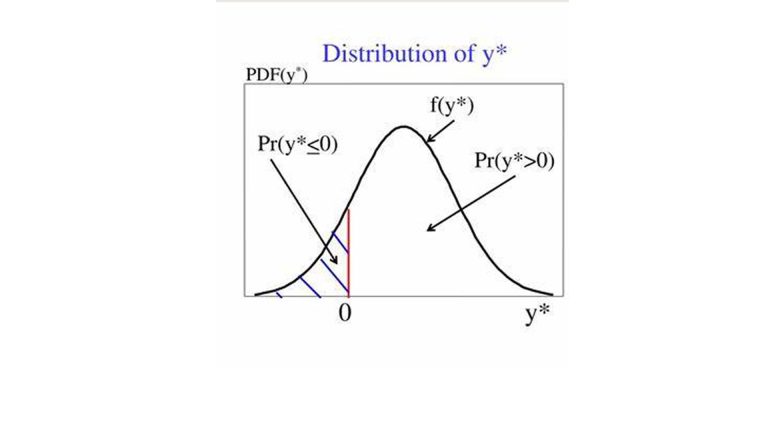 Distribution of y*
PDF(y*)
f(y*)
Pr(y*≤0)
Pr(y*>0)
0
y*